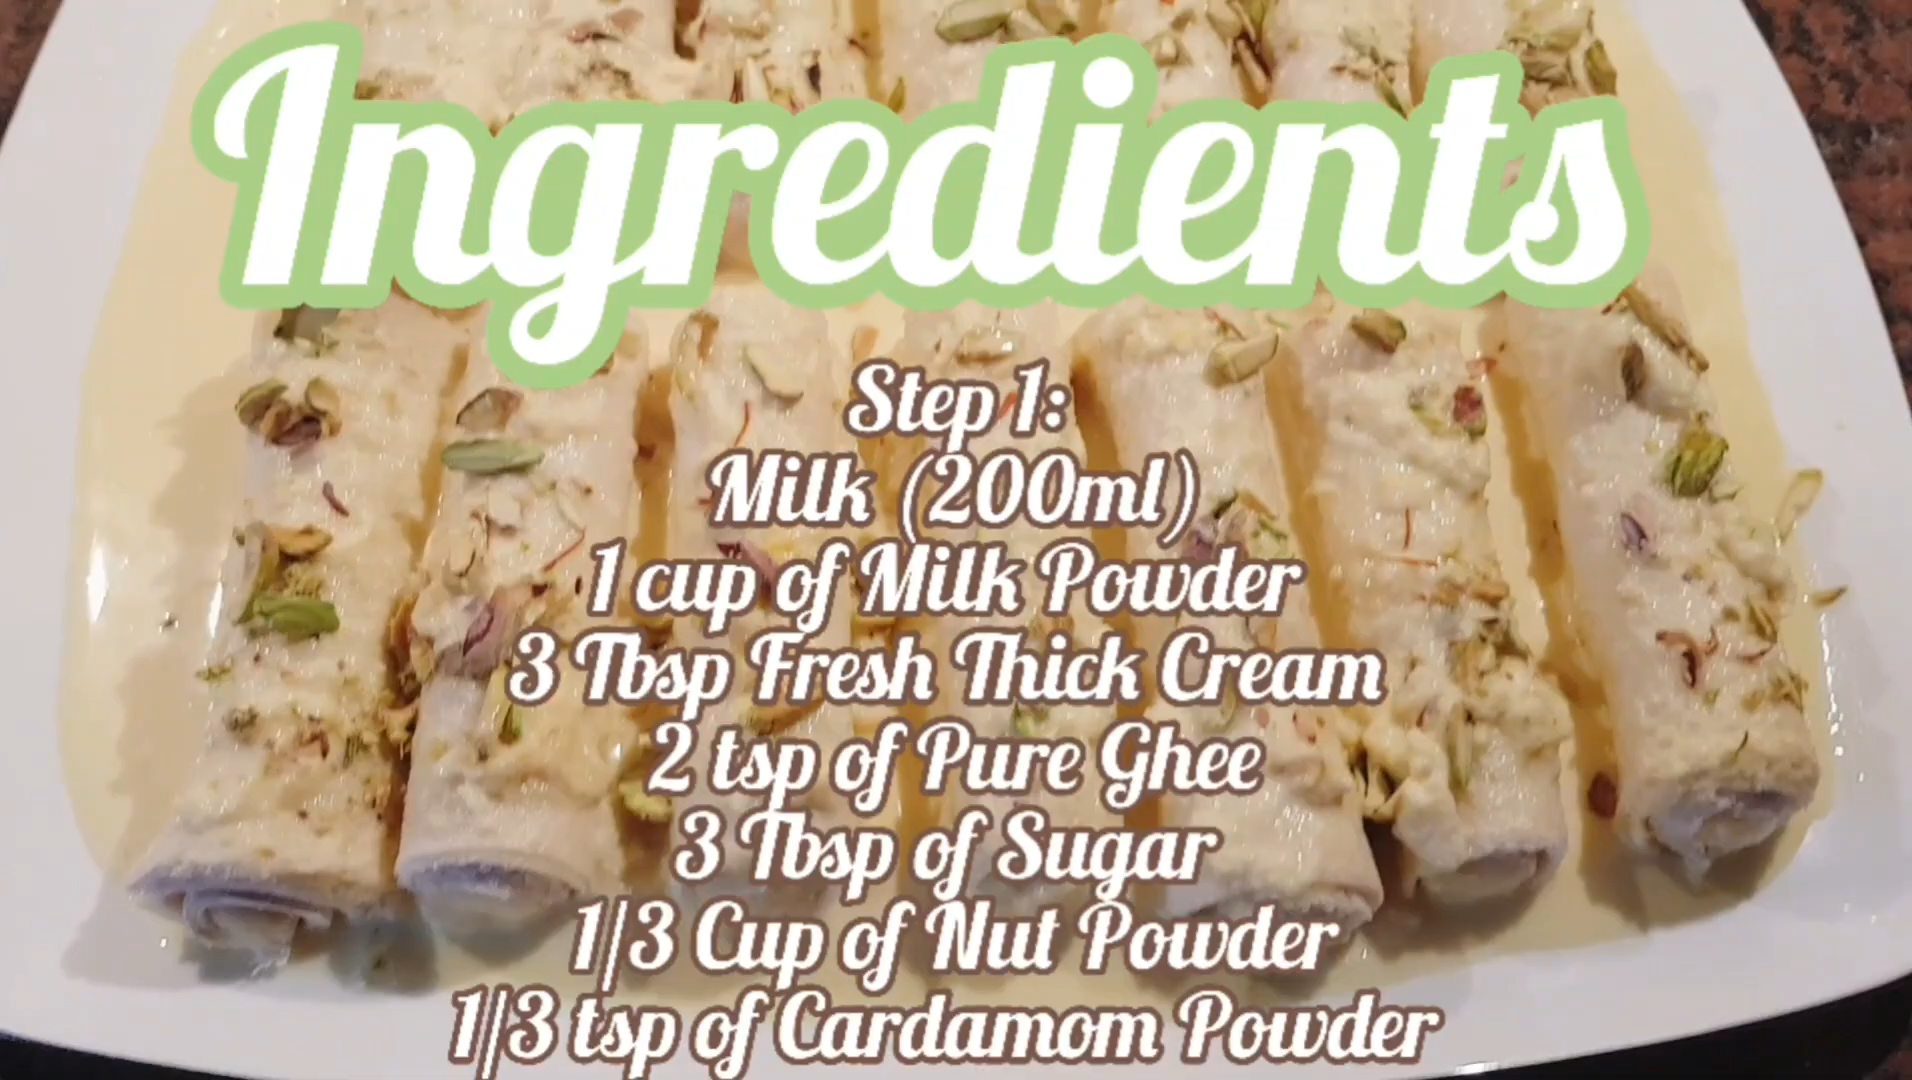 Ingredients
Step 1:
Milk (200ml)
1 cup of Milk Powder
3 Tbsp Fresh Thick Cream
2 tsp of Pure Ghee
3 Tbsp of Sugar
1/3 Cup of Nut Powder
1/3 tsp of Cardamom Powder